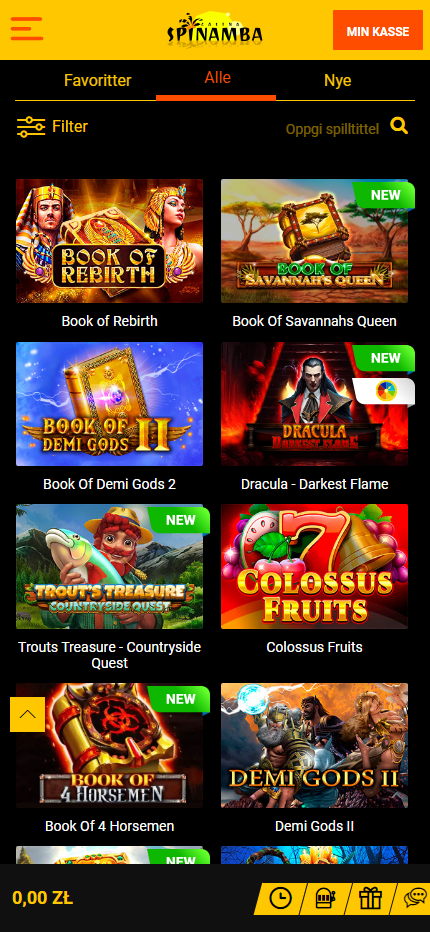 CASINO
SPINAMBA
MIN KASSE
Favoritter
Alle
Nye
Filter
Oppgi spilltittel
BOOK OF
REBIRTH
NEW
BOOK OF
SAVANNAH'S QUEEN
Book of Rebirth
Book Of Savannahs Queen
BOOK OF
DEMI GODS II
NEW
DRACULA
DARKEST FLAME
Book Of Demi Gods 2
Dracula - Darkest Flame
NEW
TROUT'S TREASURE
COUNTRYSIDE QUEST
7
COLOSSUS
FRUITS
Trouts Treasure - Countryside
Quest
Colossus Fruits
NEW
BOOK OF
4 HORSEMEN
DEMI GODS II
Book Of 4 Horsemen
Demi Gods II
NEW
0,00 ZŁ